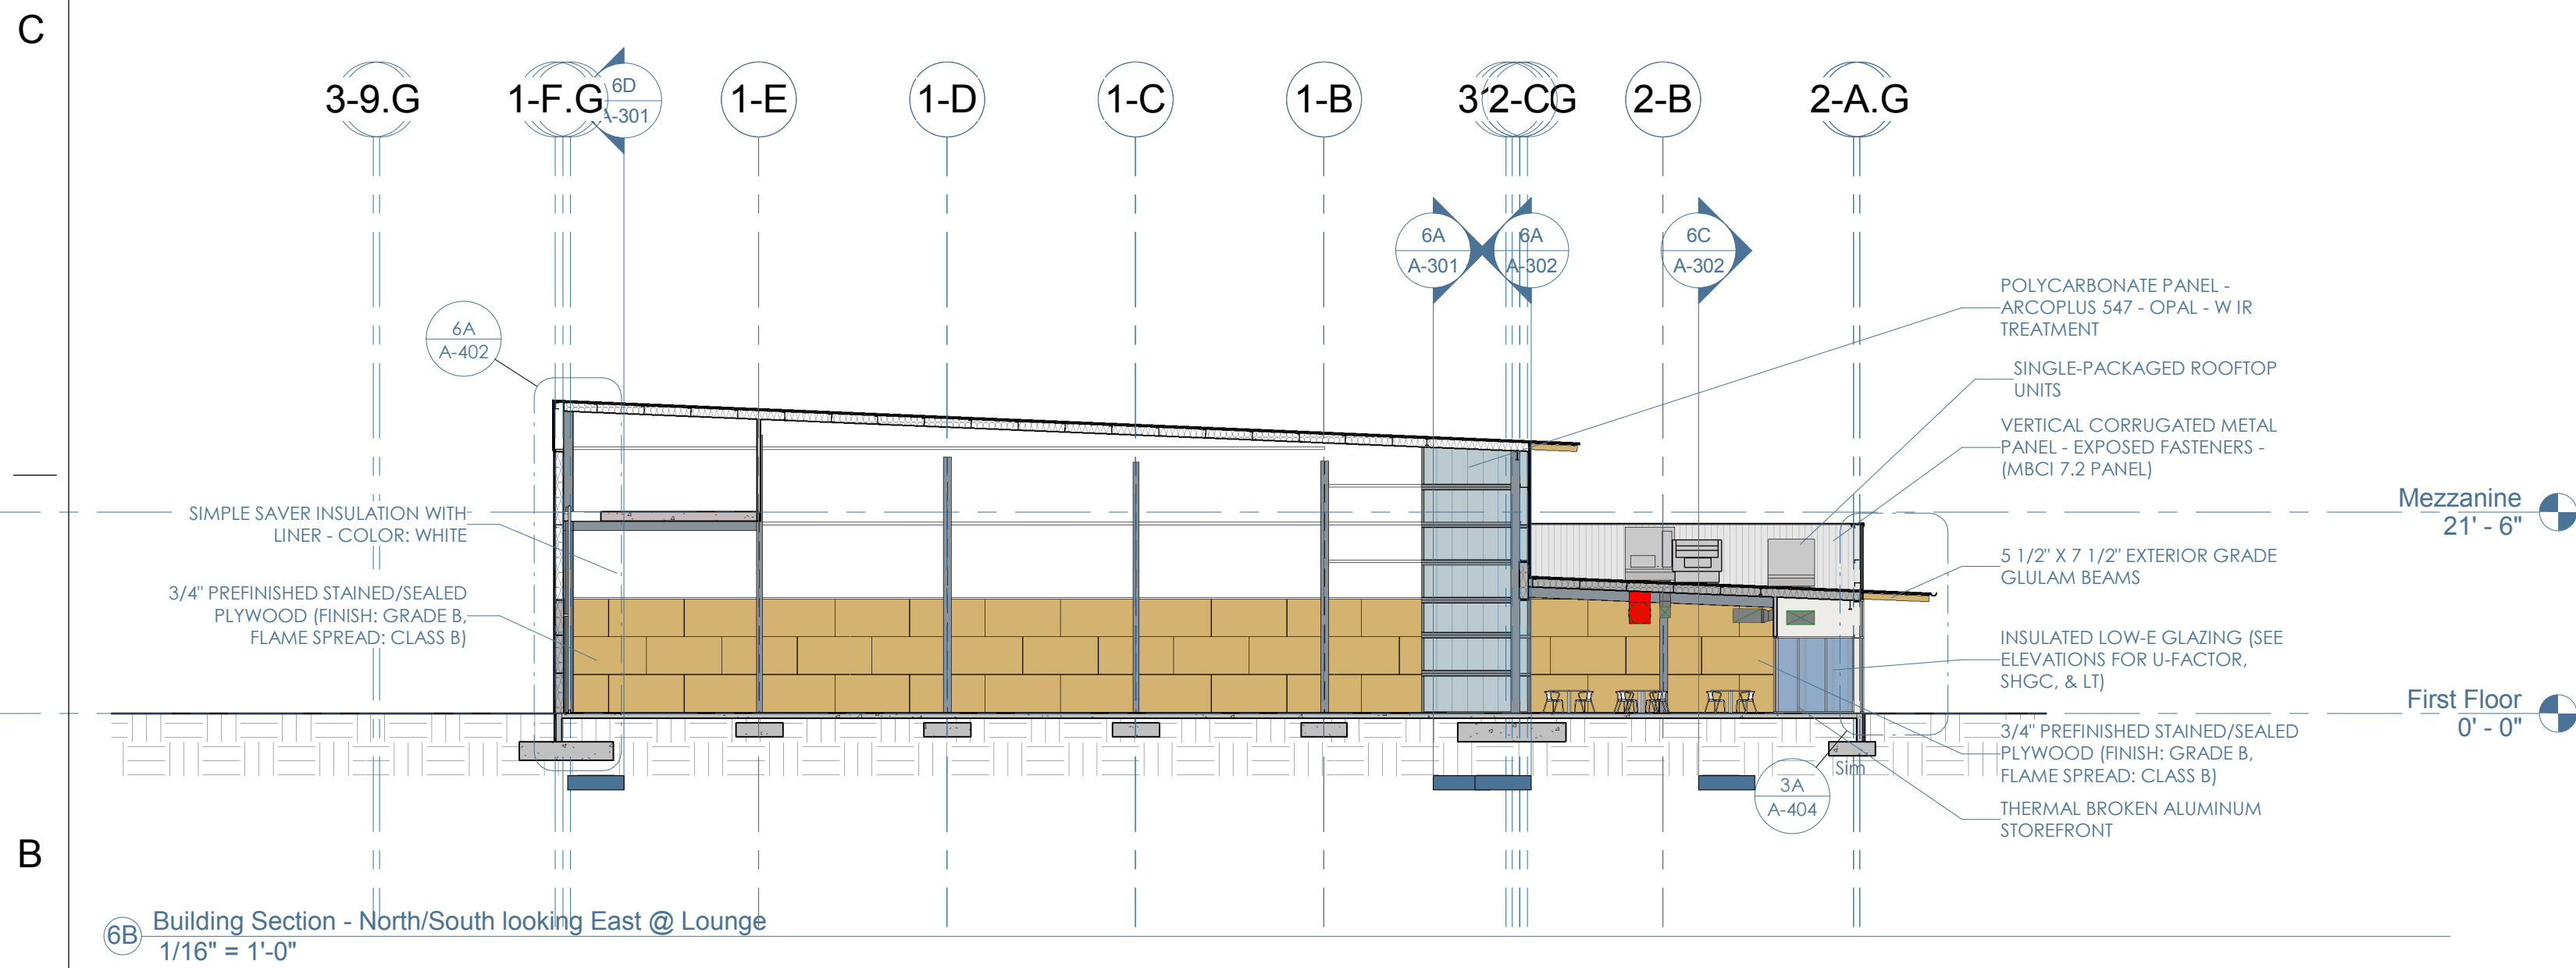 C
3-9.G
1-F.G
6D
A-301
1-E
1-D
1-C
1-B
2-C
G
2-B
2-A.G
6A
A-301
6A
A-302
6C
A-302
6A
A-402
POLYCARBONATE PANEL -
ARCOPLUS 547 - OPAL - W IR
TREATMENT
SINGLE-PACKAGED ROOFTOP
UNITS
VERTICAL CORRUGATED METAL
PANEL - EXPOSED FASTENERS -
(MBCI 7.2 PANEL)
Mezzanine
21' - 6"
SIMPLE SAVER INSULATION WITH
LINER - COLOR: WHITE
5 1/2" X 7 1/2" EXTERIOR GRADE
GLULAM BEAMS
3/4" PREFINISHED STAINED/SEALED
PLYWOOD (FINISH: GRADE B,
FLAME SPREAD: CLASS B)
INSULATED LOW-E GLAZING (SEE
ELEVATIONS FOR U-FACTOR,
SHGC, & LT)
First Floor
0' - 0"
3/4" PREFINISHED STAINED/SEALED
PLYWOOD (FINISH: GRADE B,
FLAME SPREAD: CLASS B)
Sim
3A
A-404
THERMAL BROKEN ALUMINUM
STOREFRONT
B
6B
Building Section - North/South looking East @ Lounge
1/16" = 1'-0"